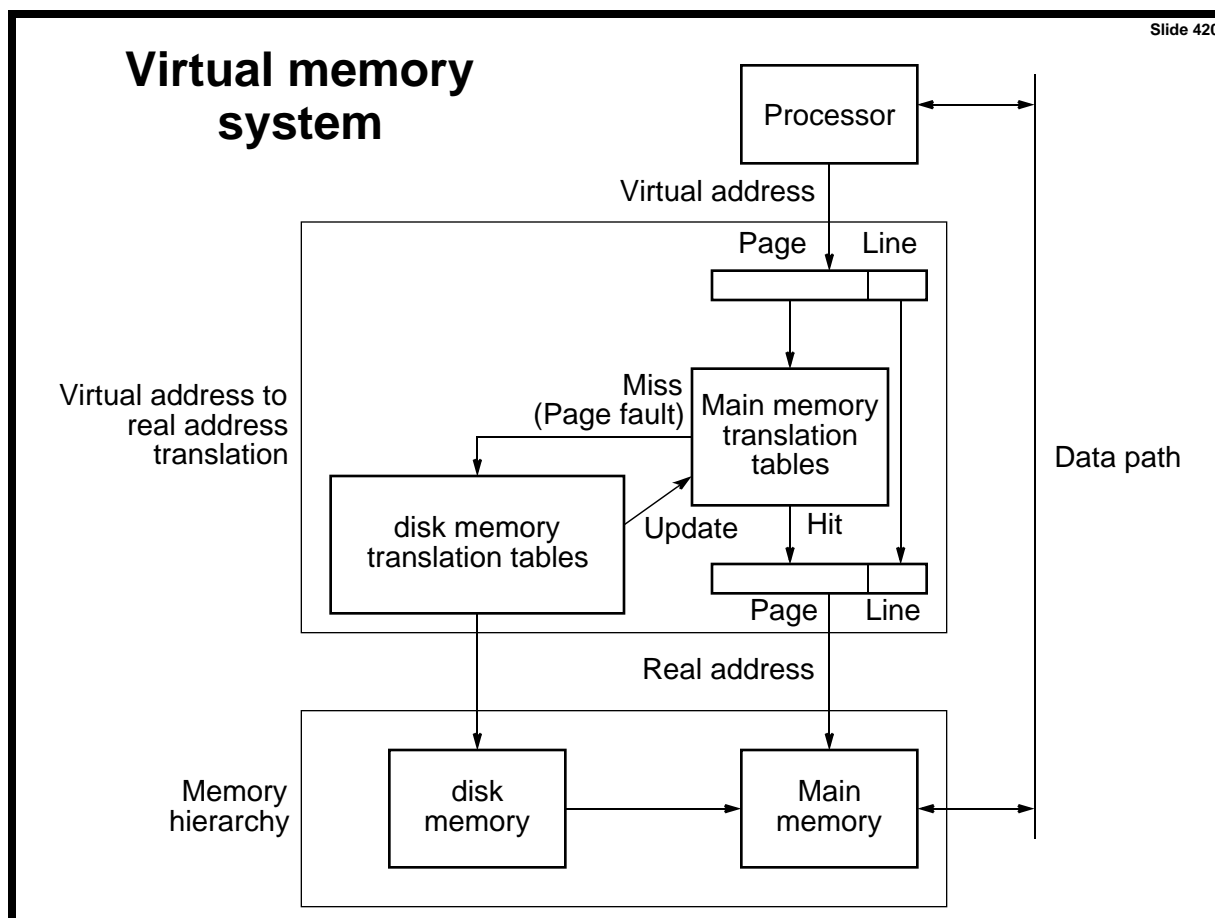 Slide 420
Virtual memory
system
Processor
Virtual address
Page
Line
Virtual address to
real address
translation
Miss
(Page fault)
Main memory
translation
tables
Data path
disk memory
translation tables
Update
Hit
Page
Line
Real address
Memory
hierarchy
disk
memory
Main
memory